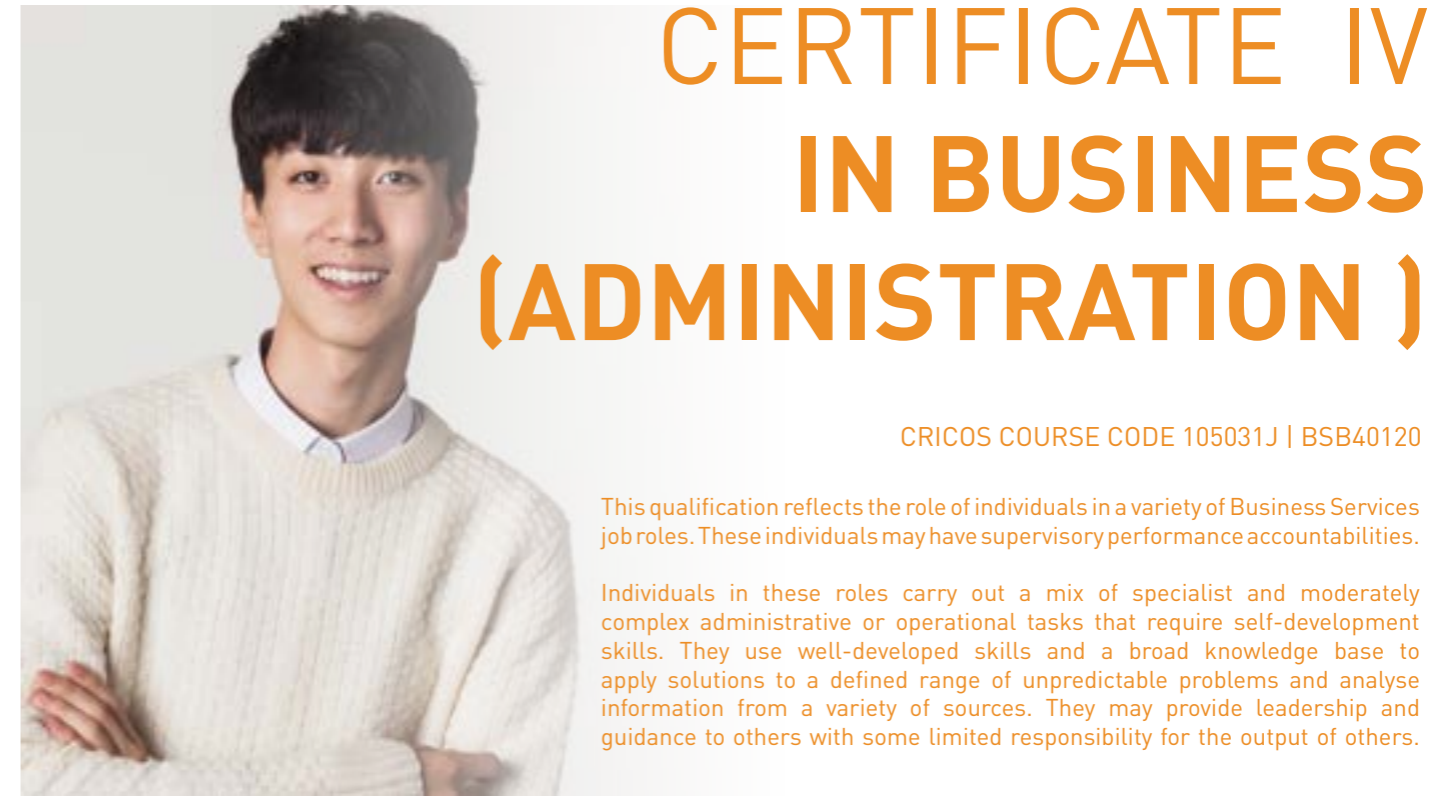 CERTIFICATE IV
IN BUSINESS
(ADMINISTRATION )
CRICOS COURSE CODE 105031J | BSB40120
This qualification reflects the role of individuals in a variety of Business Services
job roles. These individuals may have supervisory performance accountabilities.
Individuals in these roles carry out a mix of specialist and moderately
complex administrative or operational tasks that require self-development
skills. They use well-developed skills and a broad knowledge base to
apply solutions to a defined range of unpredictable problems and analyse
information from a variety of sources. They may provide leadership and
guidance to others with some limited responsibility for the output of others.